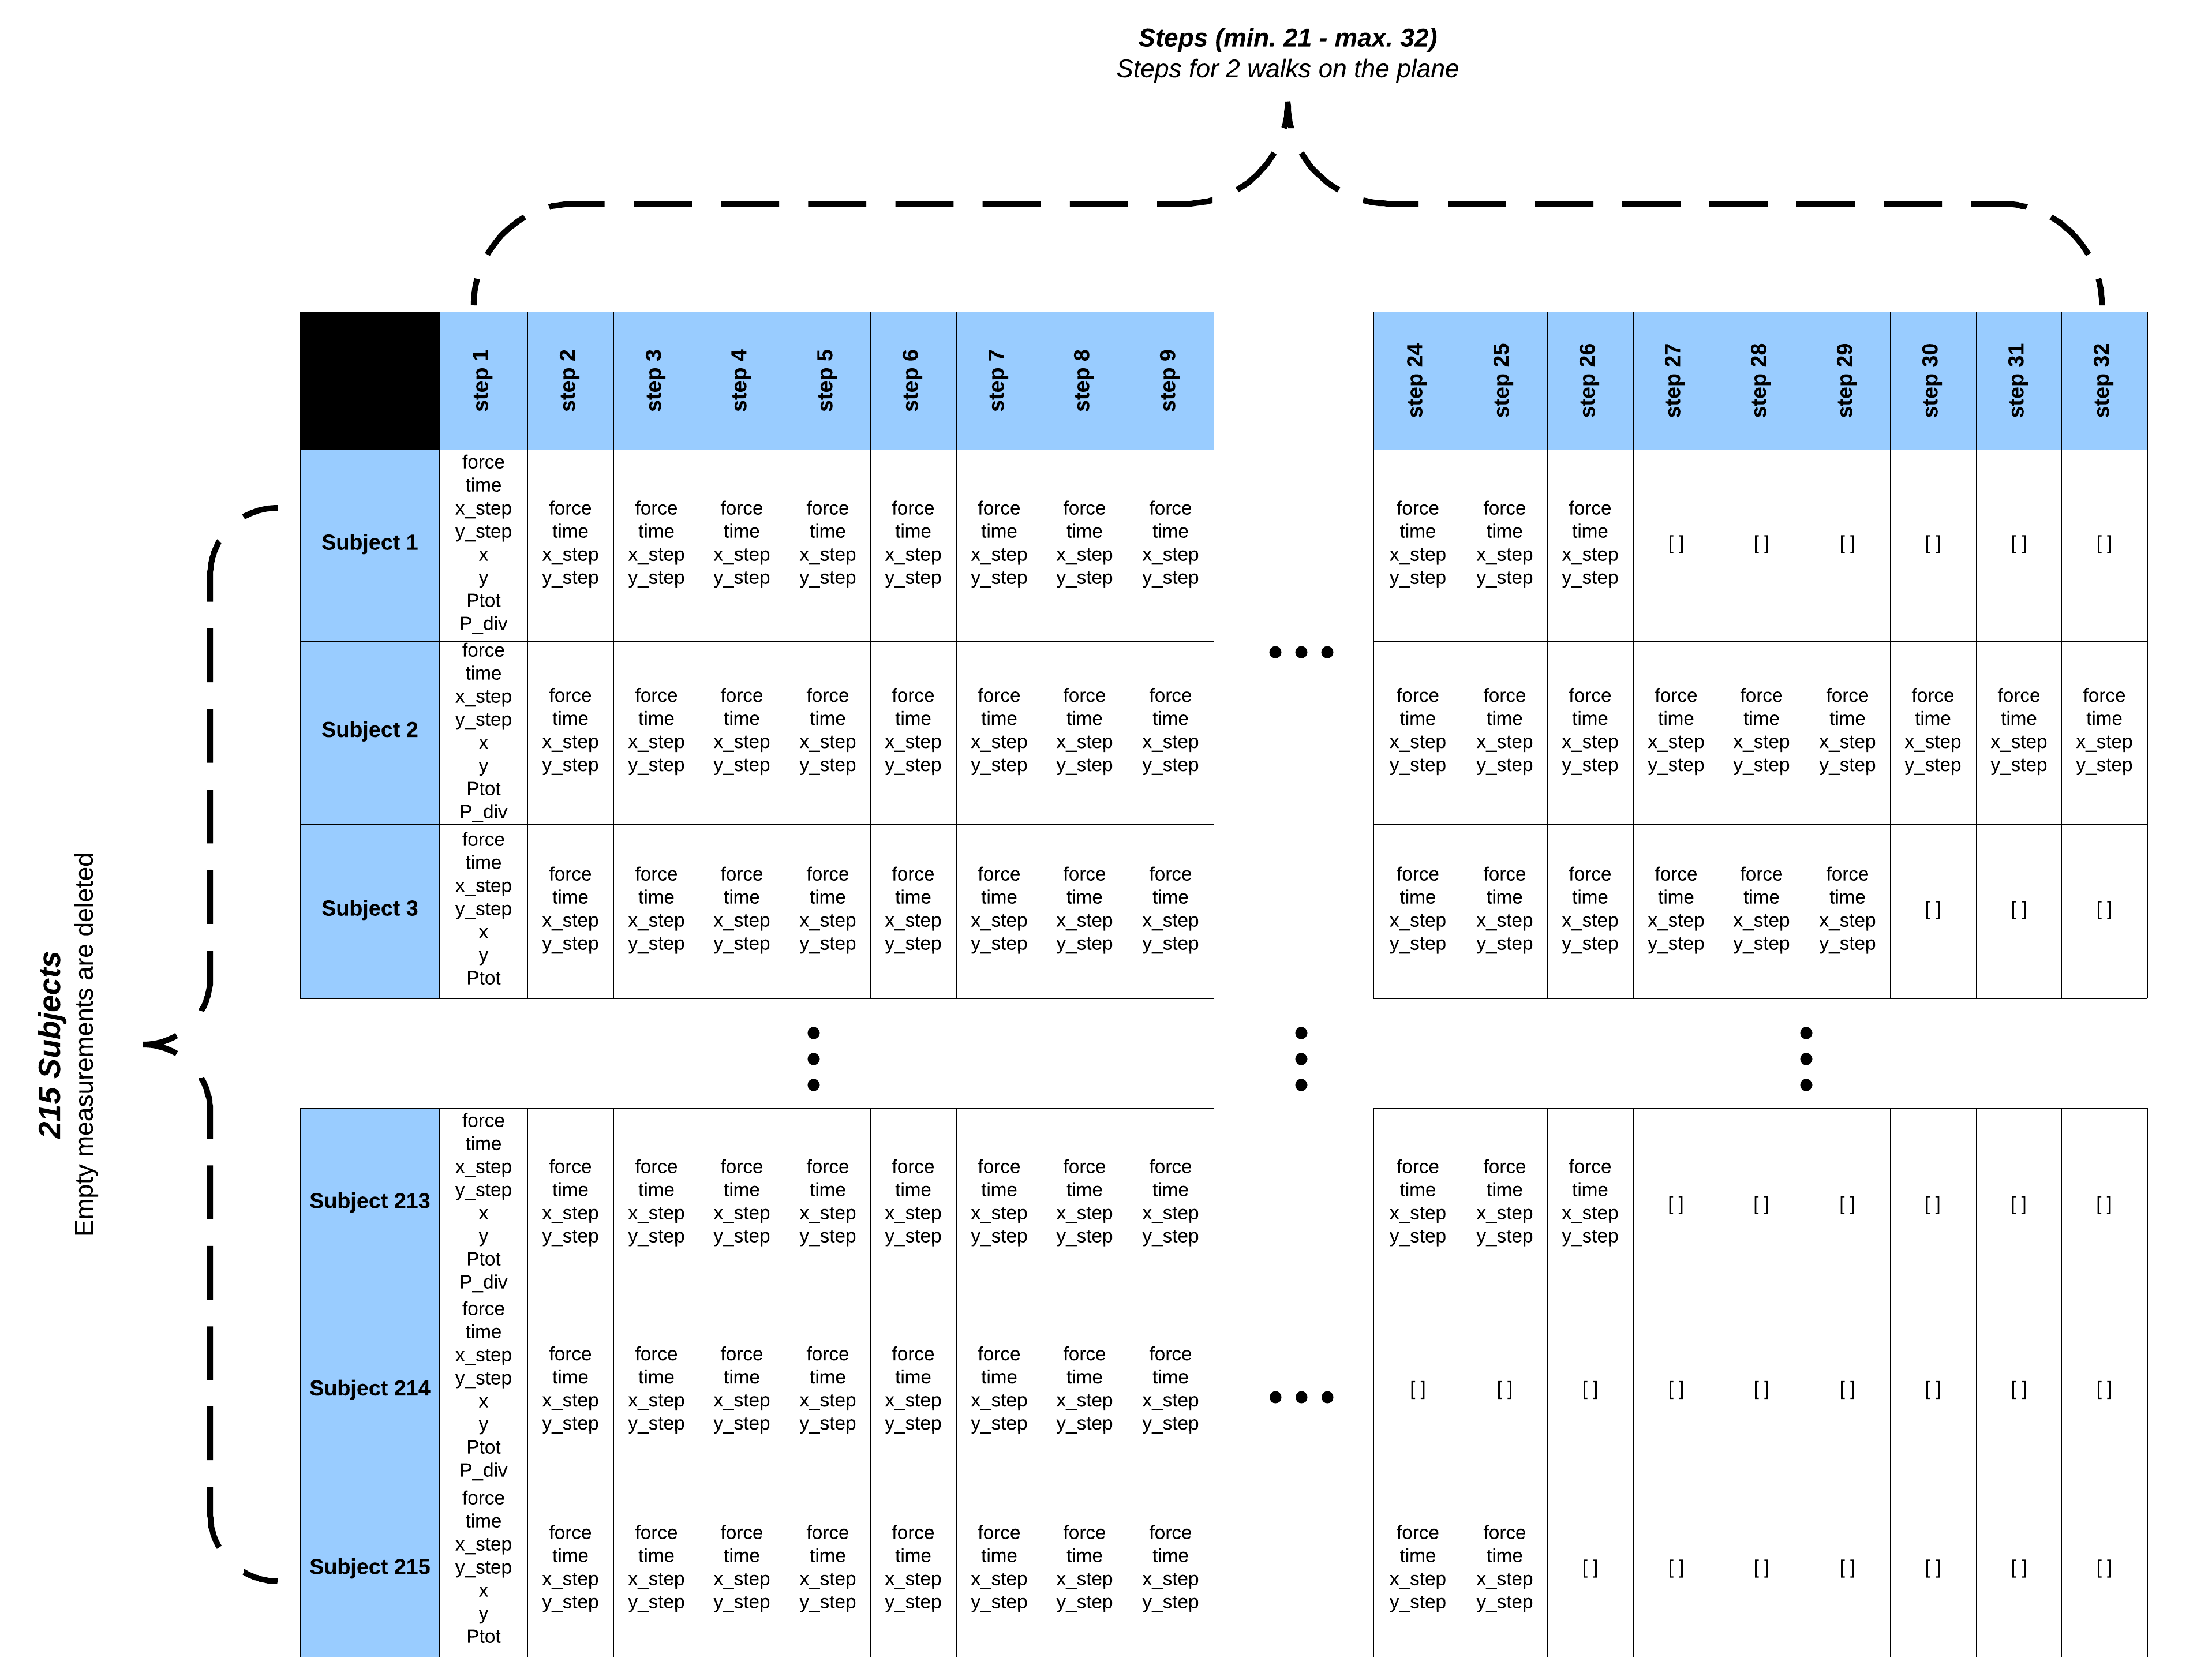 Steps (min. 21 - max. 32)
Steps for 2 walks on the plane
215 Subjects
Empty measurements are deleted
step 1 step 2 step 3 step 4 step 5 step 6 step 7 step 8 step 9 step 24 step 25 step 26 step 27 step 28 step 29 step 30 step 31 step 32
force
time
x_step force force force force force force force force force force force
y_step time time time time time time time time time time time
Subject 1 [ ] [ ] [ ] [ ] [ ] [ ]
x x_step x_step x_step x_step x_step x_step x_step x_step x_step x_step x_step
y y_step y_step y_step y_step y_step y_step y_step y_step y_step y_step y_step
Ptot
P_div
force
time
x_step force force force force force force force force force force force force force force force force force
y_step time time time time time time time time time time time time time time time time time
Subject 2
x x_step x_step x_step x_step x_step x_step x_step x_step x_step x_step x_step x_step x_step x_step x_step x_step x_step
y y_step y_step y_step y_step y_step y_step y_step y_step y_step y_step y_step y_step y_step y_step y_step y_step y_step
Ptot
P_div
force
time
force force force force force force force force force force force force force force
x_step
time time time time time time time time time time time time time time
Subject 3 y_step [ ] [ ] [ ]
x_step x_step x_step x_step x_step x_step x_step x_step x_step x_step x_step x_step x_step x_step
x
y_step y_step y_step y_step y_step y_step y_step y_step y_step y_step y_step y_step y_step y_step
y
Ptot
force
time
x_step force force force force force force force force force force force
y_step time time time time time time time time time time time
Subject 213 [ ] [ ] [ ] [ ] [ ] [ ]
x x_step x_step x_step x_step x_step x_step x_step x_step x_step x_step x_step
y y_step y_step y_step y_step y_step y_step y_step y_step y_step y_step y_step
Ptot
P_div
force
time
x_step force force force force force force force force
y_step time time time time time time time time
Subject 214 [ ] [ ] [ ] [ ] [ ] [ ] [ ] [ ] [ ]
x x_step x_step x_step x_step x_step x_step x_step x_step
y y_step y_step y_step y_step y_step y_step y_step y_step
Ptot
P_div
force
time
force force force force force force force force force force
x_step
time time time time time time time time time time
Subject 215 y_step [ ] [ ] [ ] [ ] [ ] [ ] [ ]
x_step x_step x_step x_step x_step x_step x_step x_step x_step x_step
x
y_step y_step y_step y_step y_step y_step y_step y_step y_step y_step
y
Ptot